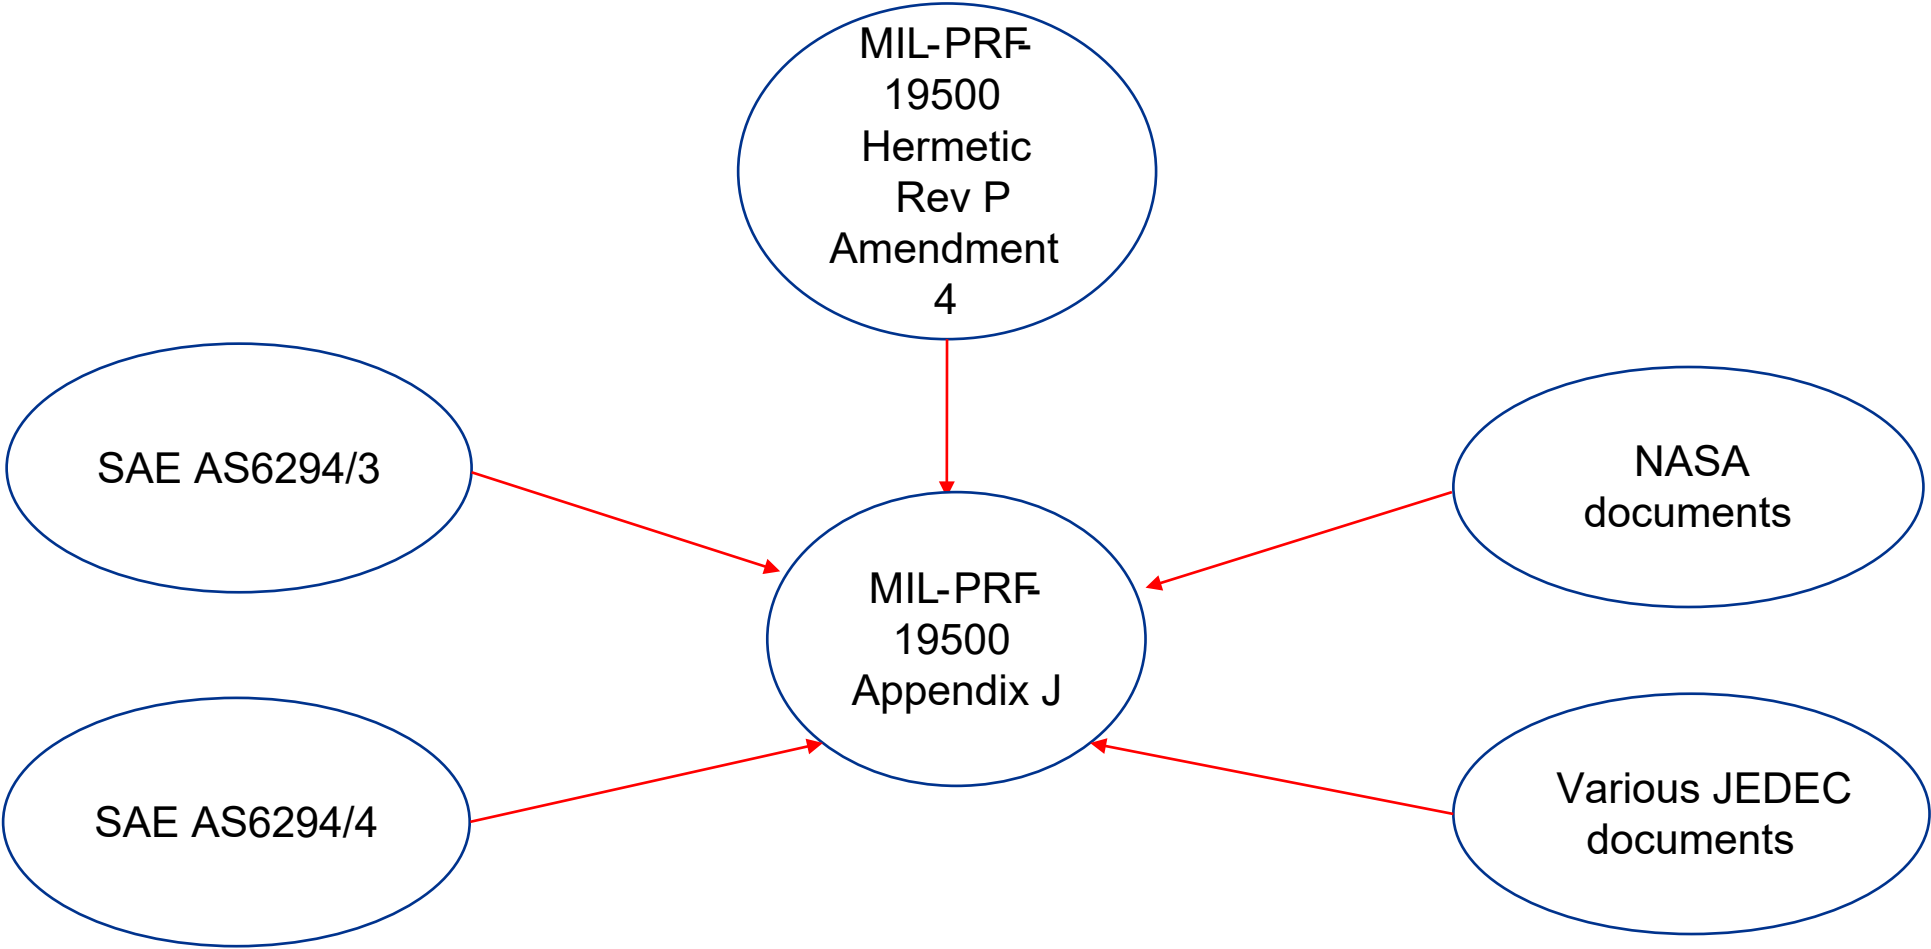 MIL-PRF-
19500
Hermetic
Rev P
Amendment
4
SAE AS6294/3
NASA
documents
MIL-PRF-
19500
Appendix J
SAE AS6294/4
Various JEDEC
documents